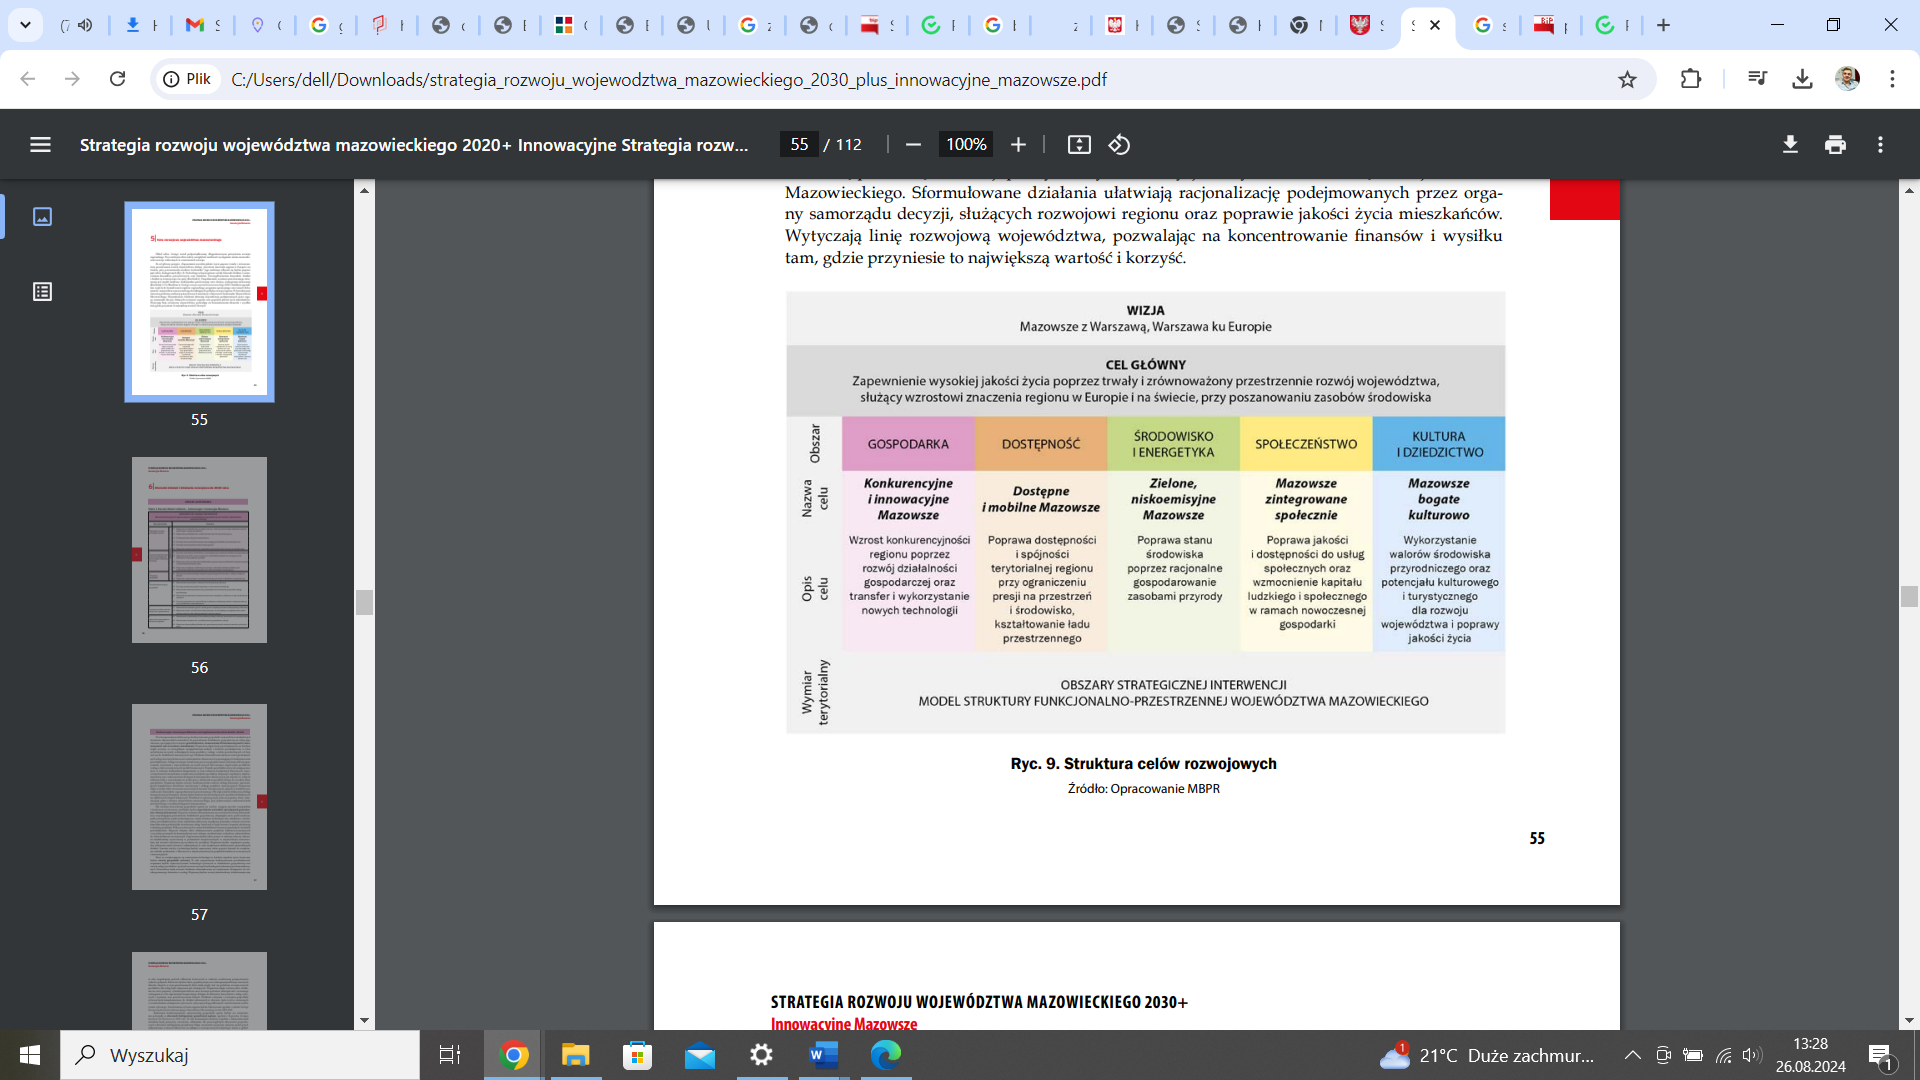 Plik
C:/Users/dell/Downloads/strategia_rozwoju_wojewodztwa_mazowieckiego_2030_plus_innowacyjne_mazowsze.pdf
Strategia rozwoju województwa mazowieckiego 2020+ Innowacyjne Strategia rozw...
55 / 112
100%
Mazowieckiego. Sformułowane działania ułatwiają racjonalizację podejmowanych przez orga-
ny samorządu decyzji, służących rozwojowi regionu oraz poprawie jakości życia mieszkańców.
Wytyczają linię rozwojową województwa, pozwalając na koncentrowanie finansów i wysiłku
tam, gdzie przyniesie to największą wartość i korzyść.
WIZJA
Mazowsze z Warszawą, Warszawa ku Europie
CEL GŁÓWNY
Zapewnienie wysokiej jakości życia poprzez trwały i zrównoważony przestrzennie rozwój województwa,
służący wzrostowi znaczenia regionu w Europie i na świecie, przy poszanowaniu zasobów środowiska
Obszar
GOSPODARKA
DOSTĘPNOŚĆ
ŚRODOWISKO
I ENERGETYKA
SPOŁECZEŃSTWO
KULTURA
I DZIEDZICTWO
Nazwa
celu
Konkurencyjne
i innowacyjne
Mazowsze
Dostępne
i mobilne Mazowsze
Zielone,
niskoemisyjne
Mazowsze
Mazowsze
zintegrowane
społecznie
Mazowsze
bogate
kulturowo
Opis
celu
Wzrost konkurencyjności
regionu poprzez
rozwój działalności
gospodarczej oraz
transfer i wykorzystanie
nowych technologii
Poprawa dostępności
i spójności
terytorialnej regionu
przy ograniczeniu
presji na przestrzeń
i środowisko,
kształtowanie ładu
przestrzennego
Poprawa stanu
środowiska
poprzez racjonalne
gospodarowanie
zasobami przyrody
Poprawa jakości
i dostępności do usług
społecznych oraz
wzmocnienie kapitału
ludzkiego i społecznego
w ramach nowoczesnej
gospodarki
Wykorzystanie
walorów środowiska
przyrodniczego oraz
potencjału kulturowego
i turystycznego
dla rozwoju
województwa i poprawy
jakości życia
Wymiar
terytorialny
OBSZARY STRATEGICZNEJ INTERWENCJI
MODEL STRUKTURY FUNKCJONALNO-PRZESTRZENNEJ WOJEWÓDZTWA MAZOWIECKIEGO
Ryc. 9. Struktura celów rozwojowych
Źródło: Opracowanie MBPR
55
STRATEGIA ROZWOJU WOJEWÓDZTWA MAZOWIECKIEGO 2030+
Innowacyjne Mazowsze
55
56
57
Wyszukaj
1
21°C Duże zachmur...
13:28
26.08.2024
1